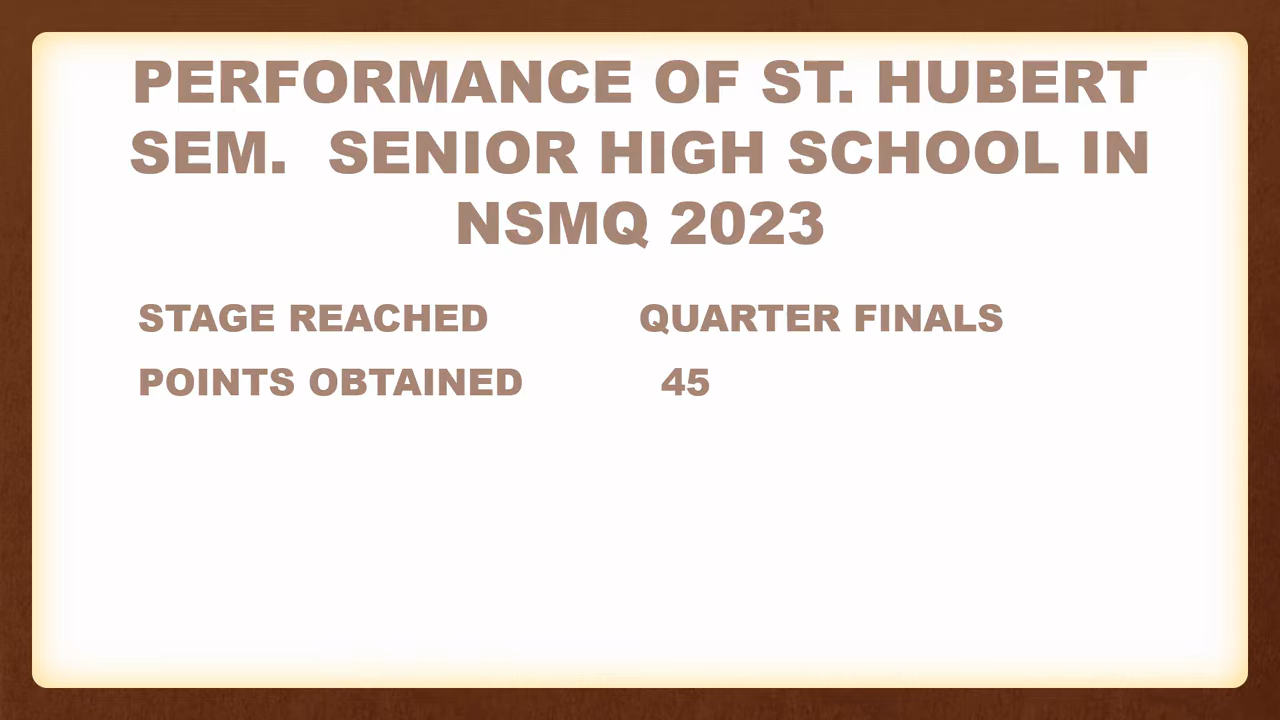 PERFORMANCE OF ST. HUBERT
SEM. SENIOR HIGH SCHOOL IN
NSMQ 2023
STAGE REACHED QUARTER FINALS
POINTS OBTAINED 45